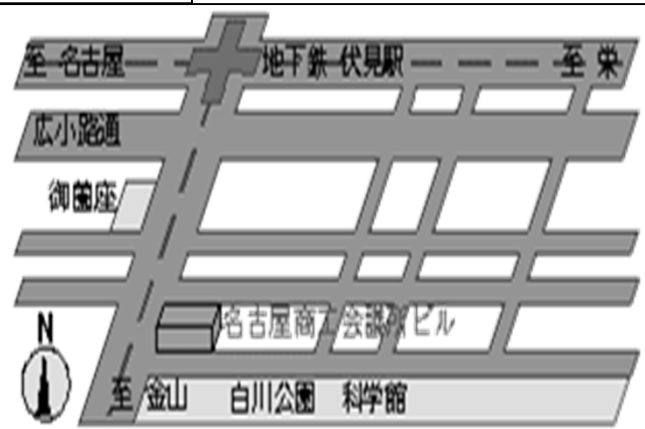 至 名古屋
地下鉄 伏見駅
至 栄
広小路通
御園座
名古屋商工会議所ビル
N
至 金山
白川公園 科学館